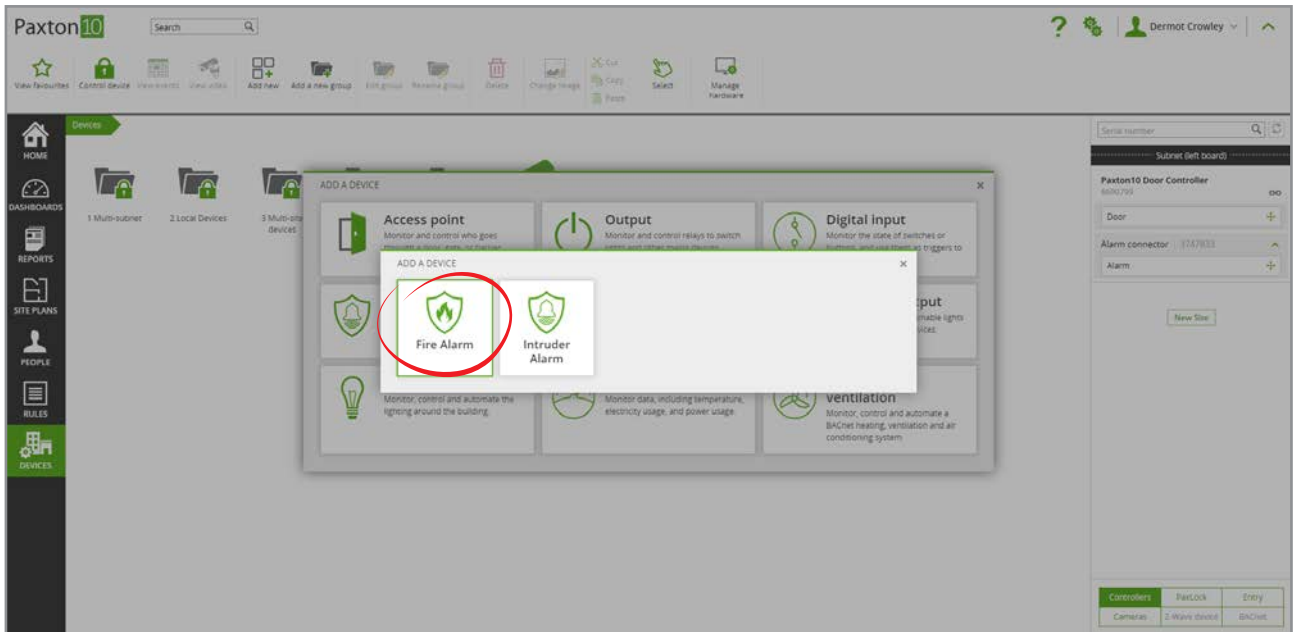 Paxton10
Search
Dermot Crowley
View favourites
Control device
View events
View video
Add new
Add a new group
Edit group
Rename group
Delete
Change image
Cut
Copy
Paste
Select
Manage
hardware
HOME
DASHBOARDS
REPORTS
SITE PLANS
PEOPLE
RULES
DEVICES
Devices
1 Multi-subnet
2 Local Devices
3 Multi-site
devices
ADD A DEVICE
Access point
Monitor and control who goes
through a door, gate, or barrier
Output
Monitor and control relays to switch
Digital input
Monitor the state of switches or
buttons, and use them as triggers to
ADD A DEVICE
Fire Alarm
Intruder
Alarm
Monitor, control and automate the
lighting around the building.
Monitor data, including temperature,
electricity usage, and power usage.
ventilation
Monitor, control and automate a
BACnet heating, ventilation and air
conditioning system
Serial number
Subnet (left board)
Paxton10 Door Controller
Door
Alarm connector 3747833
Alarm
New Site
Controllers
PaxLock
Entry
Cameras
Z-Wave device
BACnet